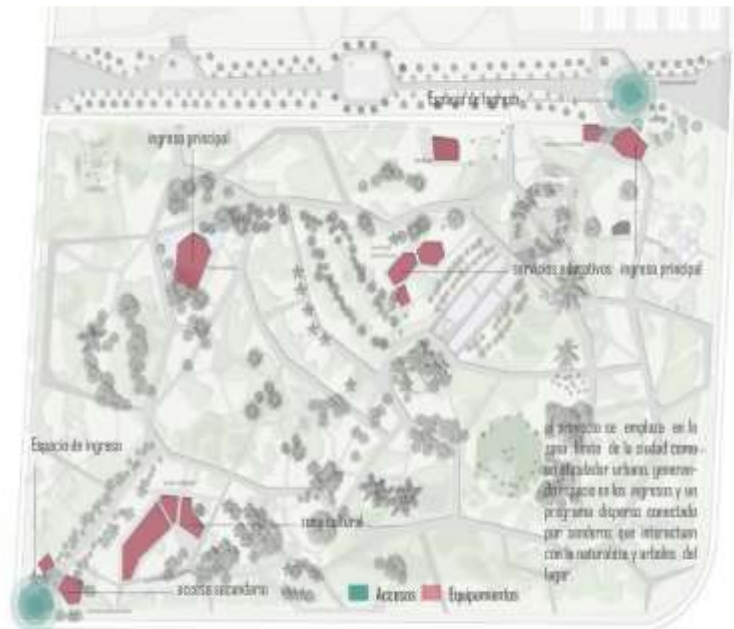 Espacio de Ingreso
ingreso principal
servicios educativos
ingreso principal
Espacio de Ingreso
zona cultural
acceso secundario
Accesos
Equipamientos
el proyecto se emplaza en la
zona límite de la ciudad como
un articulador urbano, generan-
do espacio en los ingresos y un
programa disperso conectado
por senderos que interactuan
con la naturaleza y arboles del
lugar.